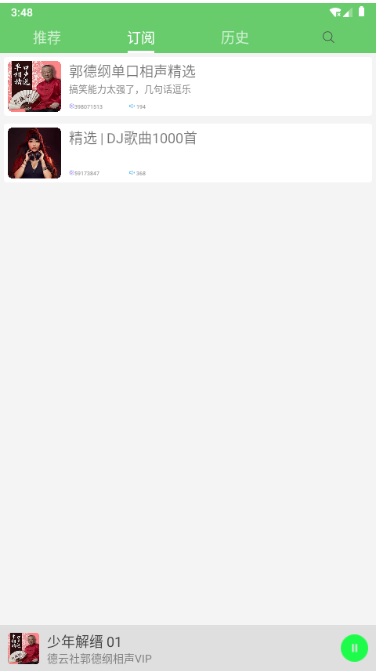 3:48
推荐 订阅 历史
郭德纲单口相声精选
搞笑能力太强了，几句话逗乐
398071513 194
精选 | DJ歌曲1000首
59173847 368
少年解缙 01
德云社郭德纲相声VIP